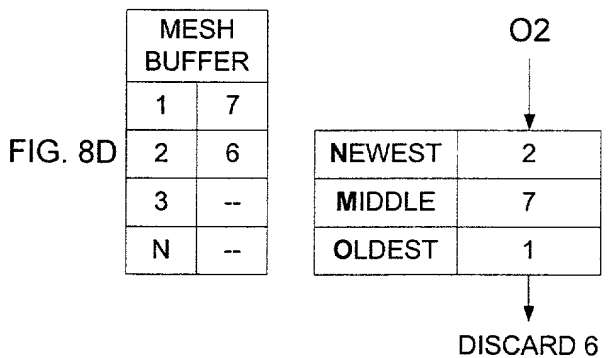 FIG. 8D
MESH
BUFFER
1 7
2 6
3 --
N --
O2
NEWEST 2
MIDDLE 7
OLDEST 1
DISCARD 6